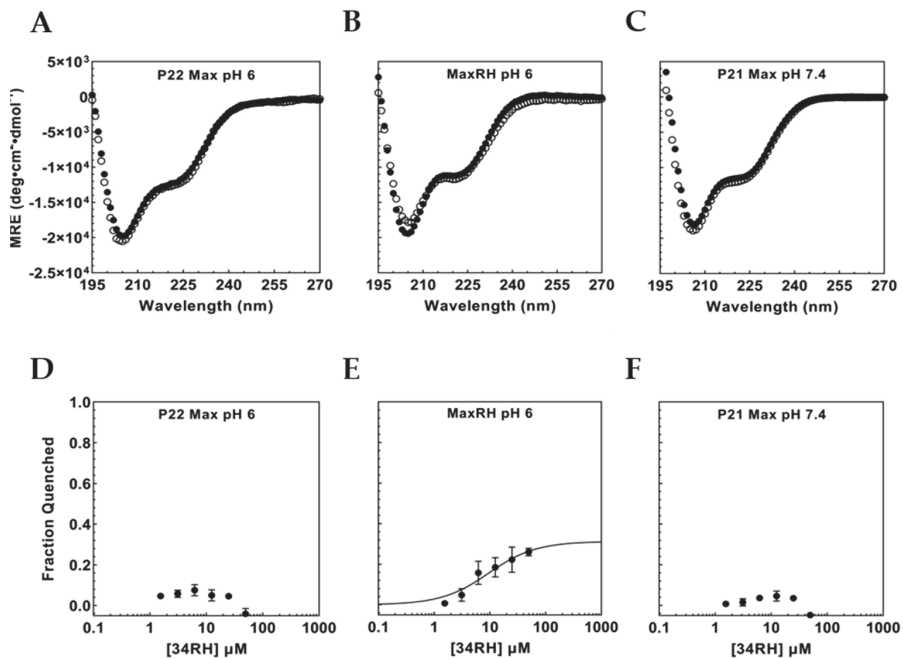 A B C
P22 Max pH 6
MaxRH pH 6
P21 Max pH 7.4
MRE (deg•cm⁻•dmol⁻¹)
5×10³
0
-5×10³
-1×10⁴
-1.5×10⁴
-2×10⁴
-2.5×10⁴
195 210 225 240 255 270
195 210 225 240 255 270
195 210 225 240 255 270
Wavelength (nm)
Wavelength (nm)
Wavelength (nm)
D E F
P22 Max pH 6
MaxRH pH 6
P21 Max pH 7.4
Fraction Quenched
1.0
0.8
0.6
0.4
0.2
0.0
0.1 1 10 100 1000
0.1 1 10 100 1000
0.1 1 10 100 1000
[34RH] µM
[34RH] µM
[34RH] µM